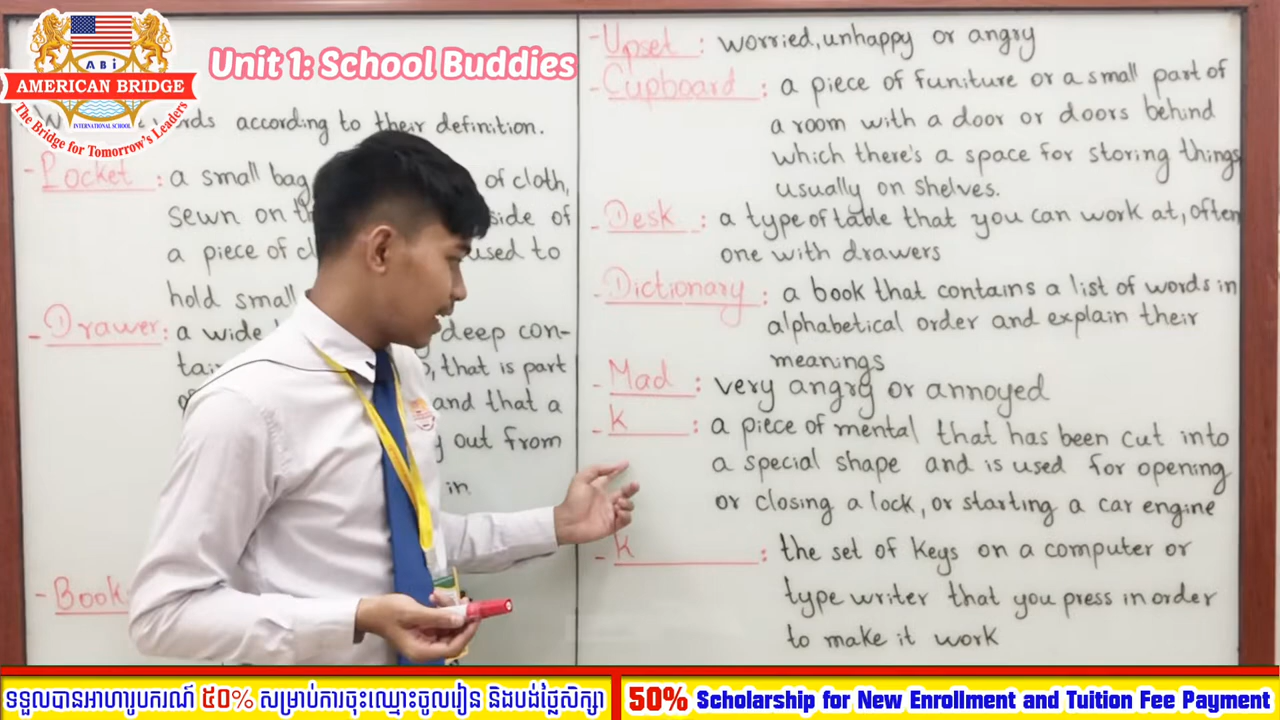 ABi
AMERICAN BRIDGE
INTERNATIONAL SCHOOL
The Bridge for Tomorrow's Leaders
Unit 1: School Buddies
according to their definition.
- Pocket : a small bag of cloth,
sewn on side of
a piece of used to
hold small
- Drawer : a wide deep con-
that is part
and that a
out from
in
- Book
- Upset : worried, unhappy or angry
- Cupboard : a piece of funiture or a small part of
a room with a door or doors behind
which there's a space for storing things
usually on shelves.
- Desk : a type of table that you can work at, often
one with drawers
- Dictionary : a book that contains a list of words in
alphabetical order and explain their
meanings
- Mad : very angry or annoyed
- k : a piece of mental that has been cut into
a special shape and is used for opening
or closing a lock, or starting a car engine
- k : the set of keys on a computer or
type writer that you press in order
to make it work
ទទួលបានអាហារូបករណ៍ ៥០% សម្រាប់ការចុះឈ្មោះចូលរៀន និងបង់ថ្លៃសិក្សា
50% Scholarship for New Enrollment and Tuition Fee Payment